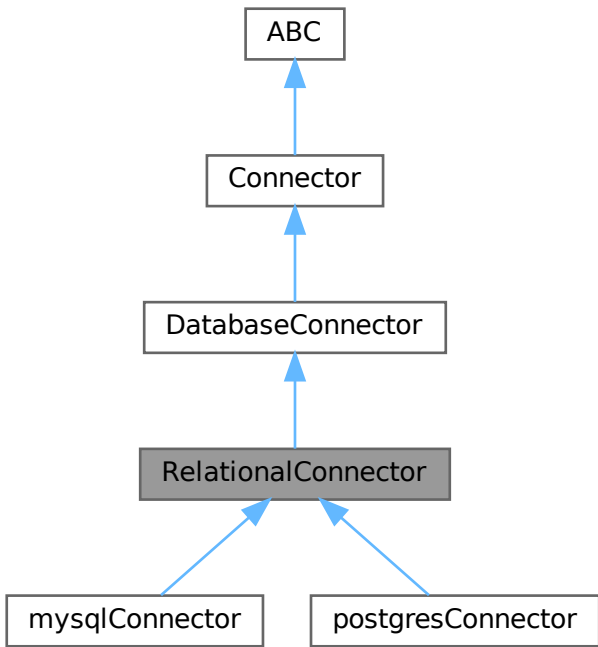 ABC
Connector
DatabaseConnector
RelationalConnector
mysqlConnector
postgresConnector